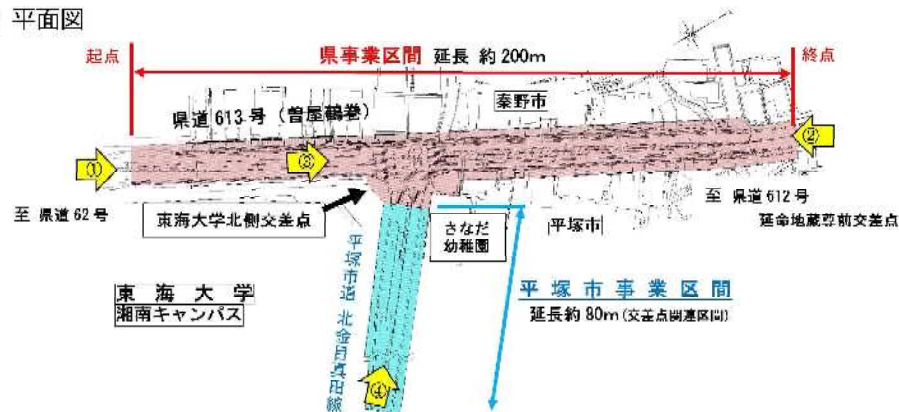 平面図
起点
県事業区間 延長 約200m
終点
秦野市
県道613号(曽屋鶴巻)
①
③
②
至 県道62号
東海大学北側交差点
さなだ
幼稚園
平塚市
至 県道612号
延命地蔵尊前交差点
東海大学
湘南キャンパス
平塚市道 北金目真田線
平塚市事業区間
延長約80m(交差点関連区間)
④